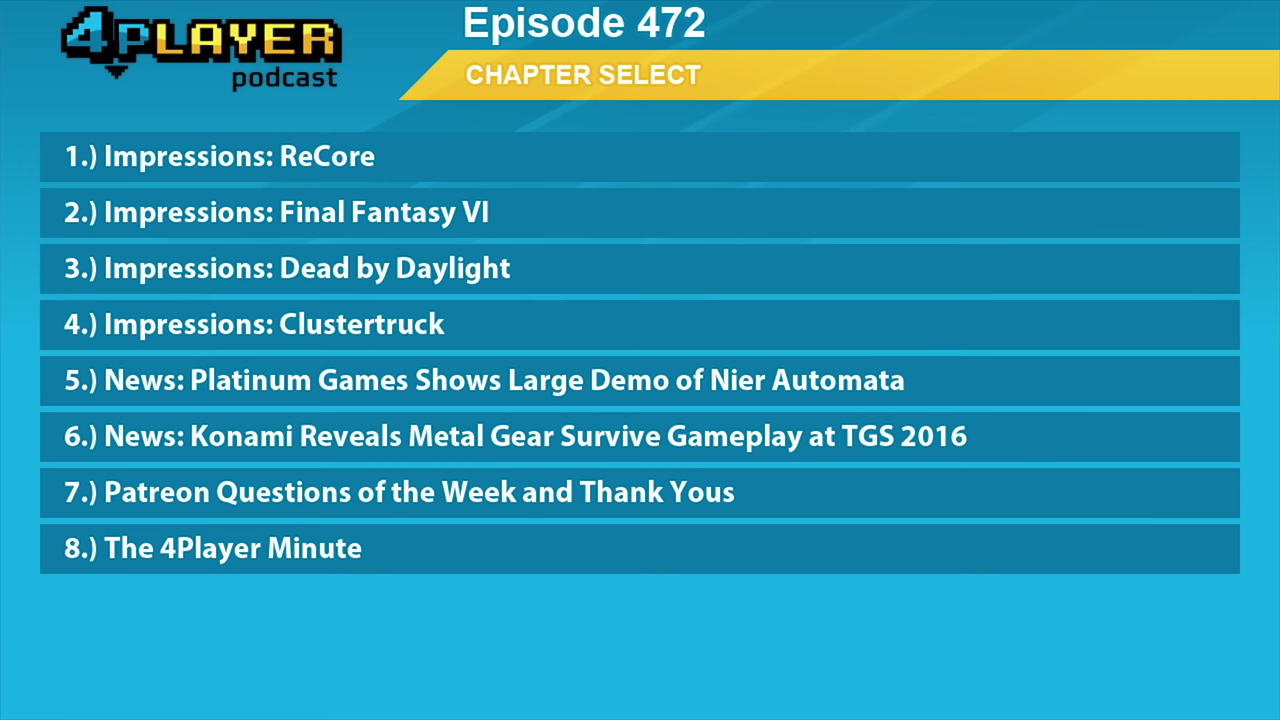 4PLAYER
podcast
Episode 472
CHAPTER SELECT
1.) Impressions: ReCore
2.) Impressions: Final Fantasy VI
3.) Impressions: Dead by Daylight
4.) Impressions: Clustertruck
5.) News: Platinum Games Shows Large Demo of Nier Automata
6.) News: Konami Reveals Metal Gear Survive Gameplay at TGS 2016
7.) Patreon Questions of the Week and Thank Yous
8.) The 4Player Minute